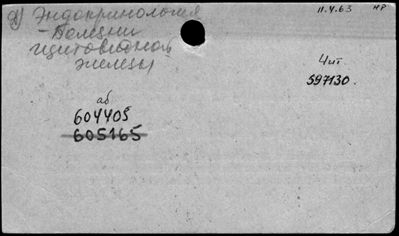 д) Эндокринология
11.4.63 НР
- Болезни
щитовидной
железы
Чит.
597130.
аб
604405
605165